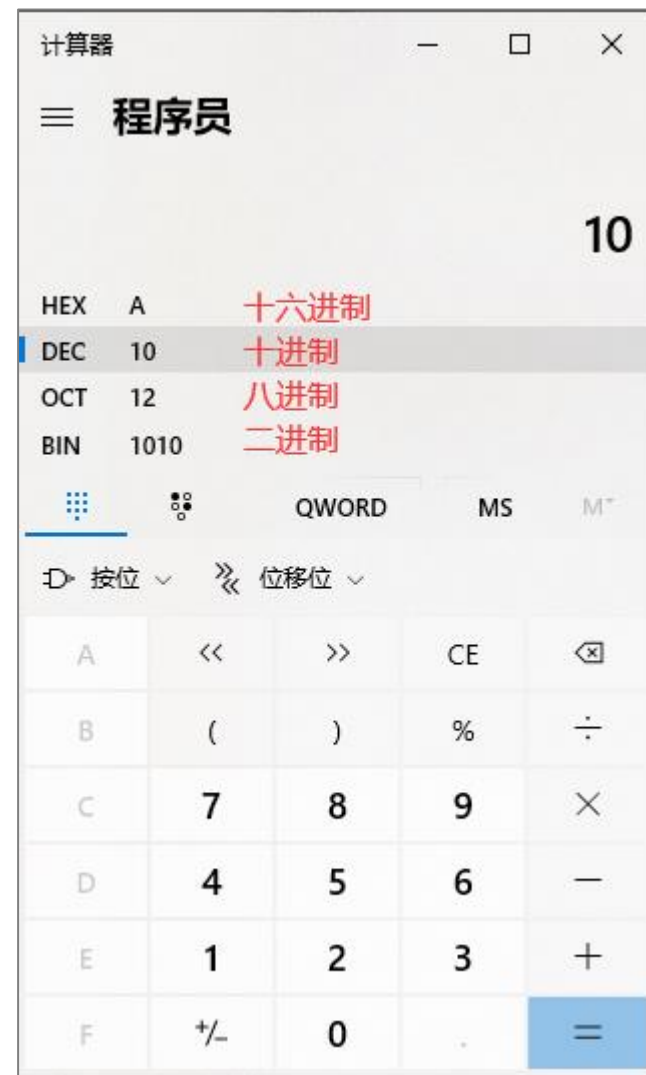 计算器
程序员
10
HEX A 十六进制
DEC 10 十进制
OCT 12 八进制
BIN 1010 二进制
QWORD MS M
按位 位移位
A << >> CE
B ( ) % ÷
C 7 8 9 ×
D 4 5 6 −
E 1 2 3 +
F +/− 0 . =